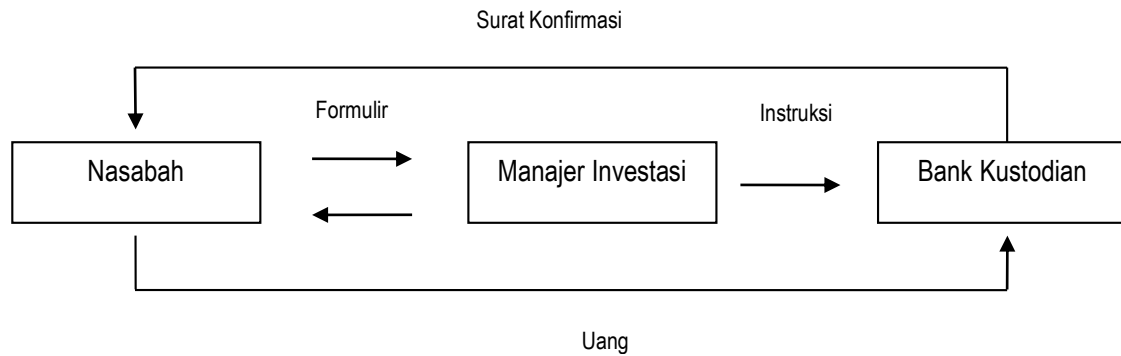 Surat Konfirmasi
Formulir
Instruksi
Nasabah
Manajer Investasi
Bank Kustodian
Uang